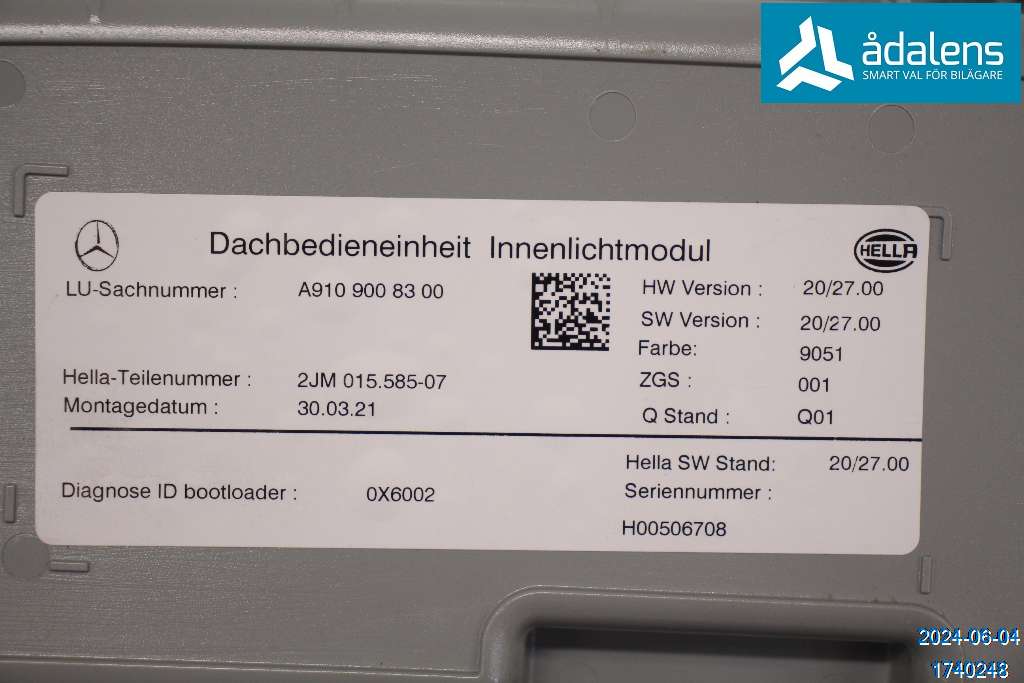 ådalens
SMART VAL FÖR BILÄGARE
Dachbedieneinheit Innenlichtmodul
HELLA
LU-Sachnummer : A910 900 83 00
HW Version : 20/27.00
SW Version : 20/27.00
Farbe: 9051
Hella-Teilenummer : 2JM 015.585-07
ZGS : 001
Montagedatum : 30.03.21
Q Stand : Q01
Hella SW Stand: 20/27.00
Diagnose ID bootloader : 0X6002
Seriennummer :
H00506708
2024-06-04
1740248